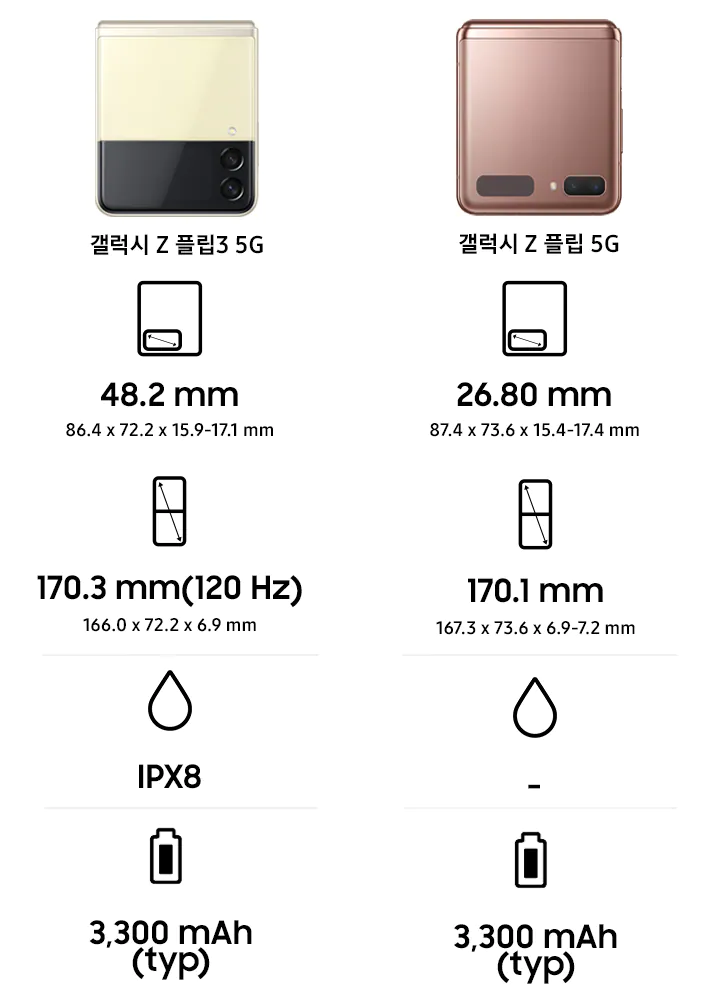 갤럭시 Z 플립3 5G
갤럭시 Z 플립 5G
48.2 mm
26.80 mm
86.4 x 72.2 x 15.9-17.1 mm
87.4 x 73.6 x 15.4-17.4 mm
170.3 mm(120 Hz)
170.1 mm
166.0 x 72.2 x 6.9 mm
167.3 x 73.6 x 6.9-7.2 mm
IPX8
-
3,300 mAh
(typ)
3,300 mAh
(typ)